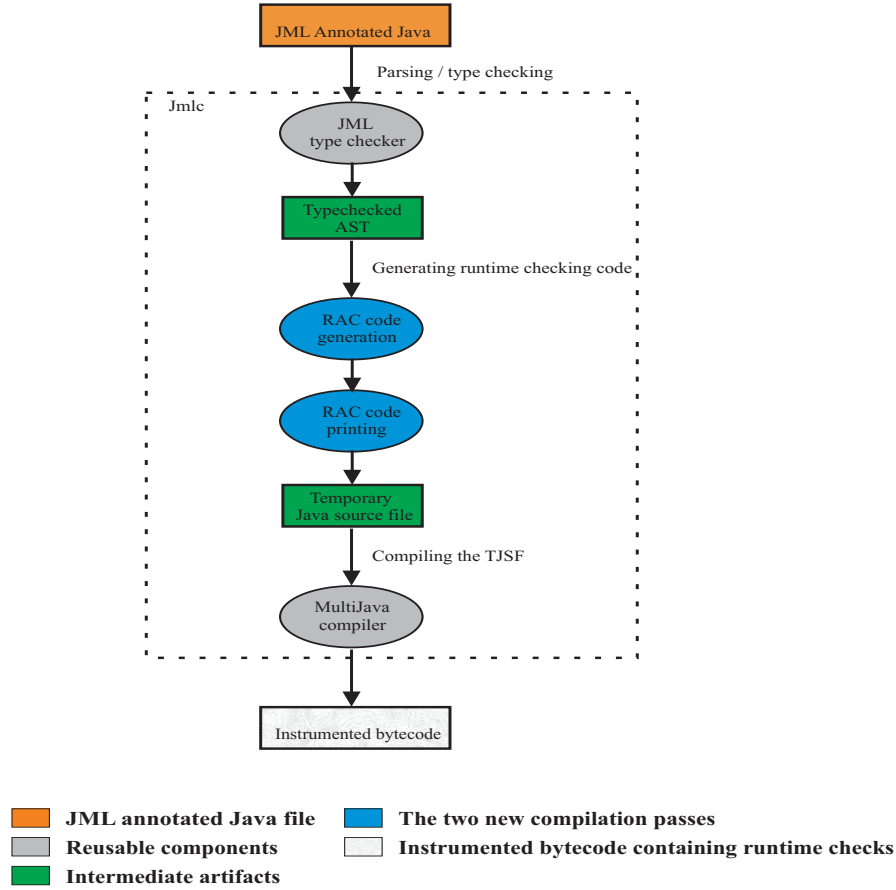 JML Annotated Java
Parsing / type checking
Jmlc
JML
type checker
Typechecked
AST
Generating runtime checking code
RAC code
generation
RAC code
printing
Temporary
Java source file
Compiling the TJSF
MultiJava
compiler
Instrumented bytecode
JML annotated Java file
The two new compilation passes
Reusable components
Instrumented bytecode containing runtime checks
Intermediate artifacts